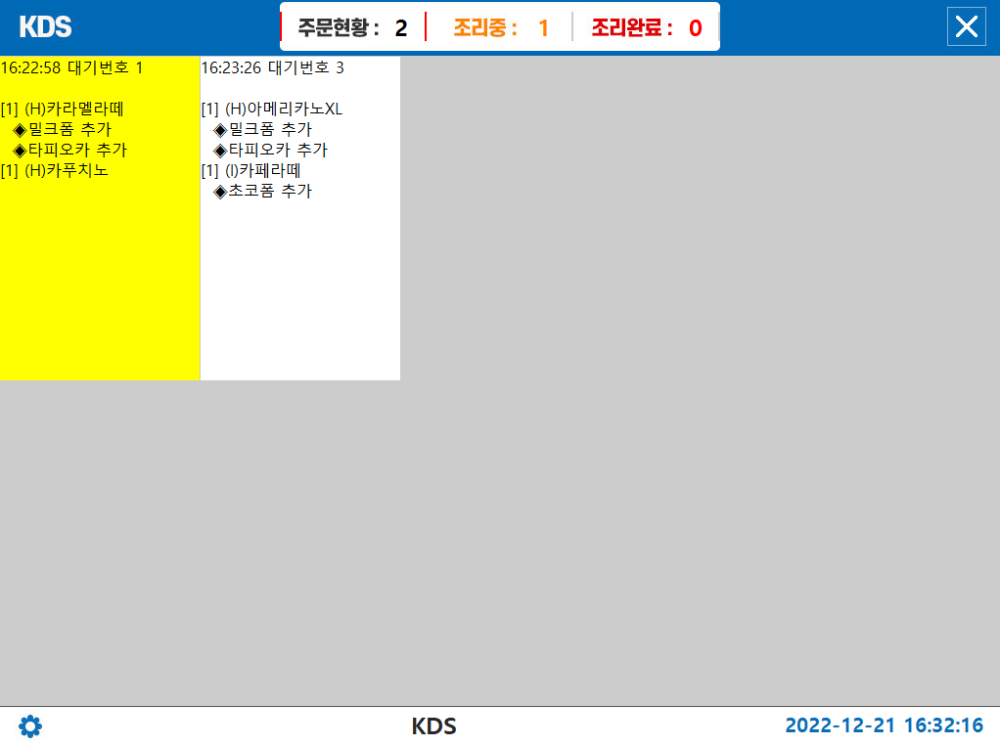 KDS
주문현황 : 2
조리중 : 1
조리완료 : 0
16:22:58 대기번호 1
[1] (H)카라멜라떼
◈밀크폼 추가
◈타피오카 추가
[1] (H)카푸치노
16:23:26 대기번호 3
[1] (H)아메리카노XL
◈밀크폼 추가
◈타피오카 추가
[1] (I)카페라떼
◈초코폼 추가
KDS
2022-12-21 16:32:16